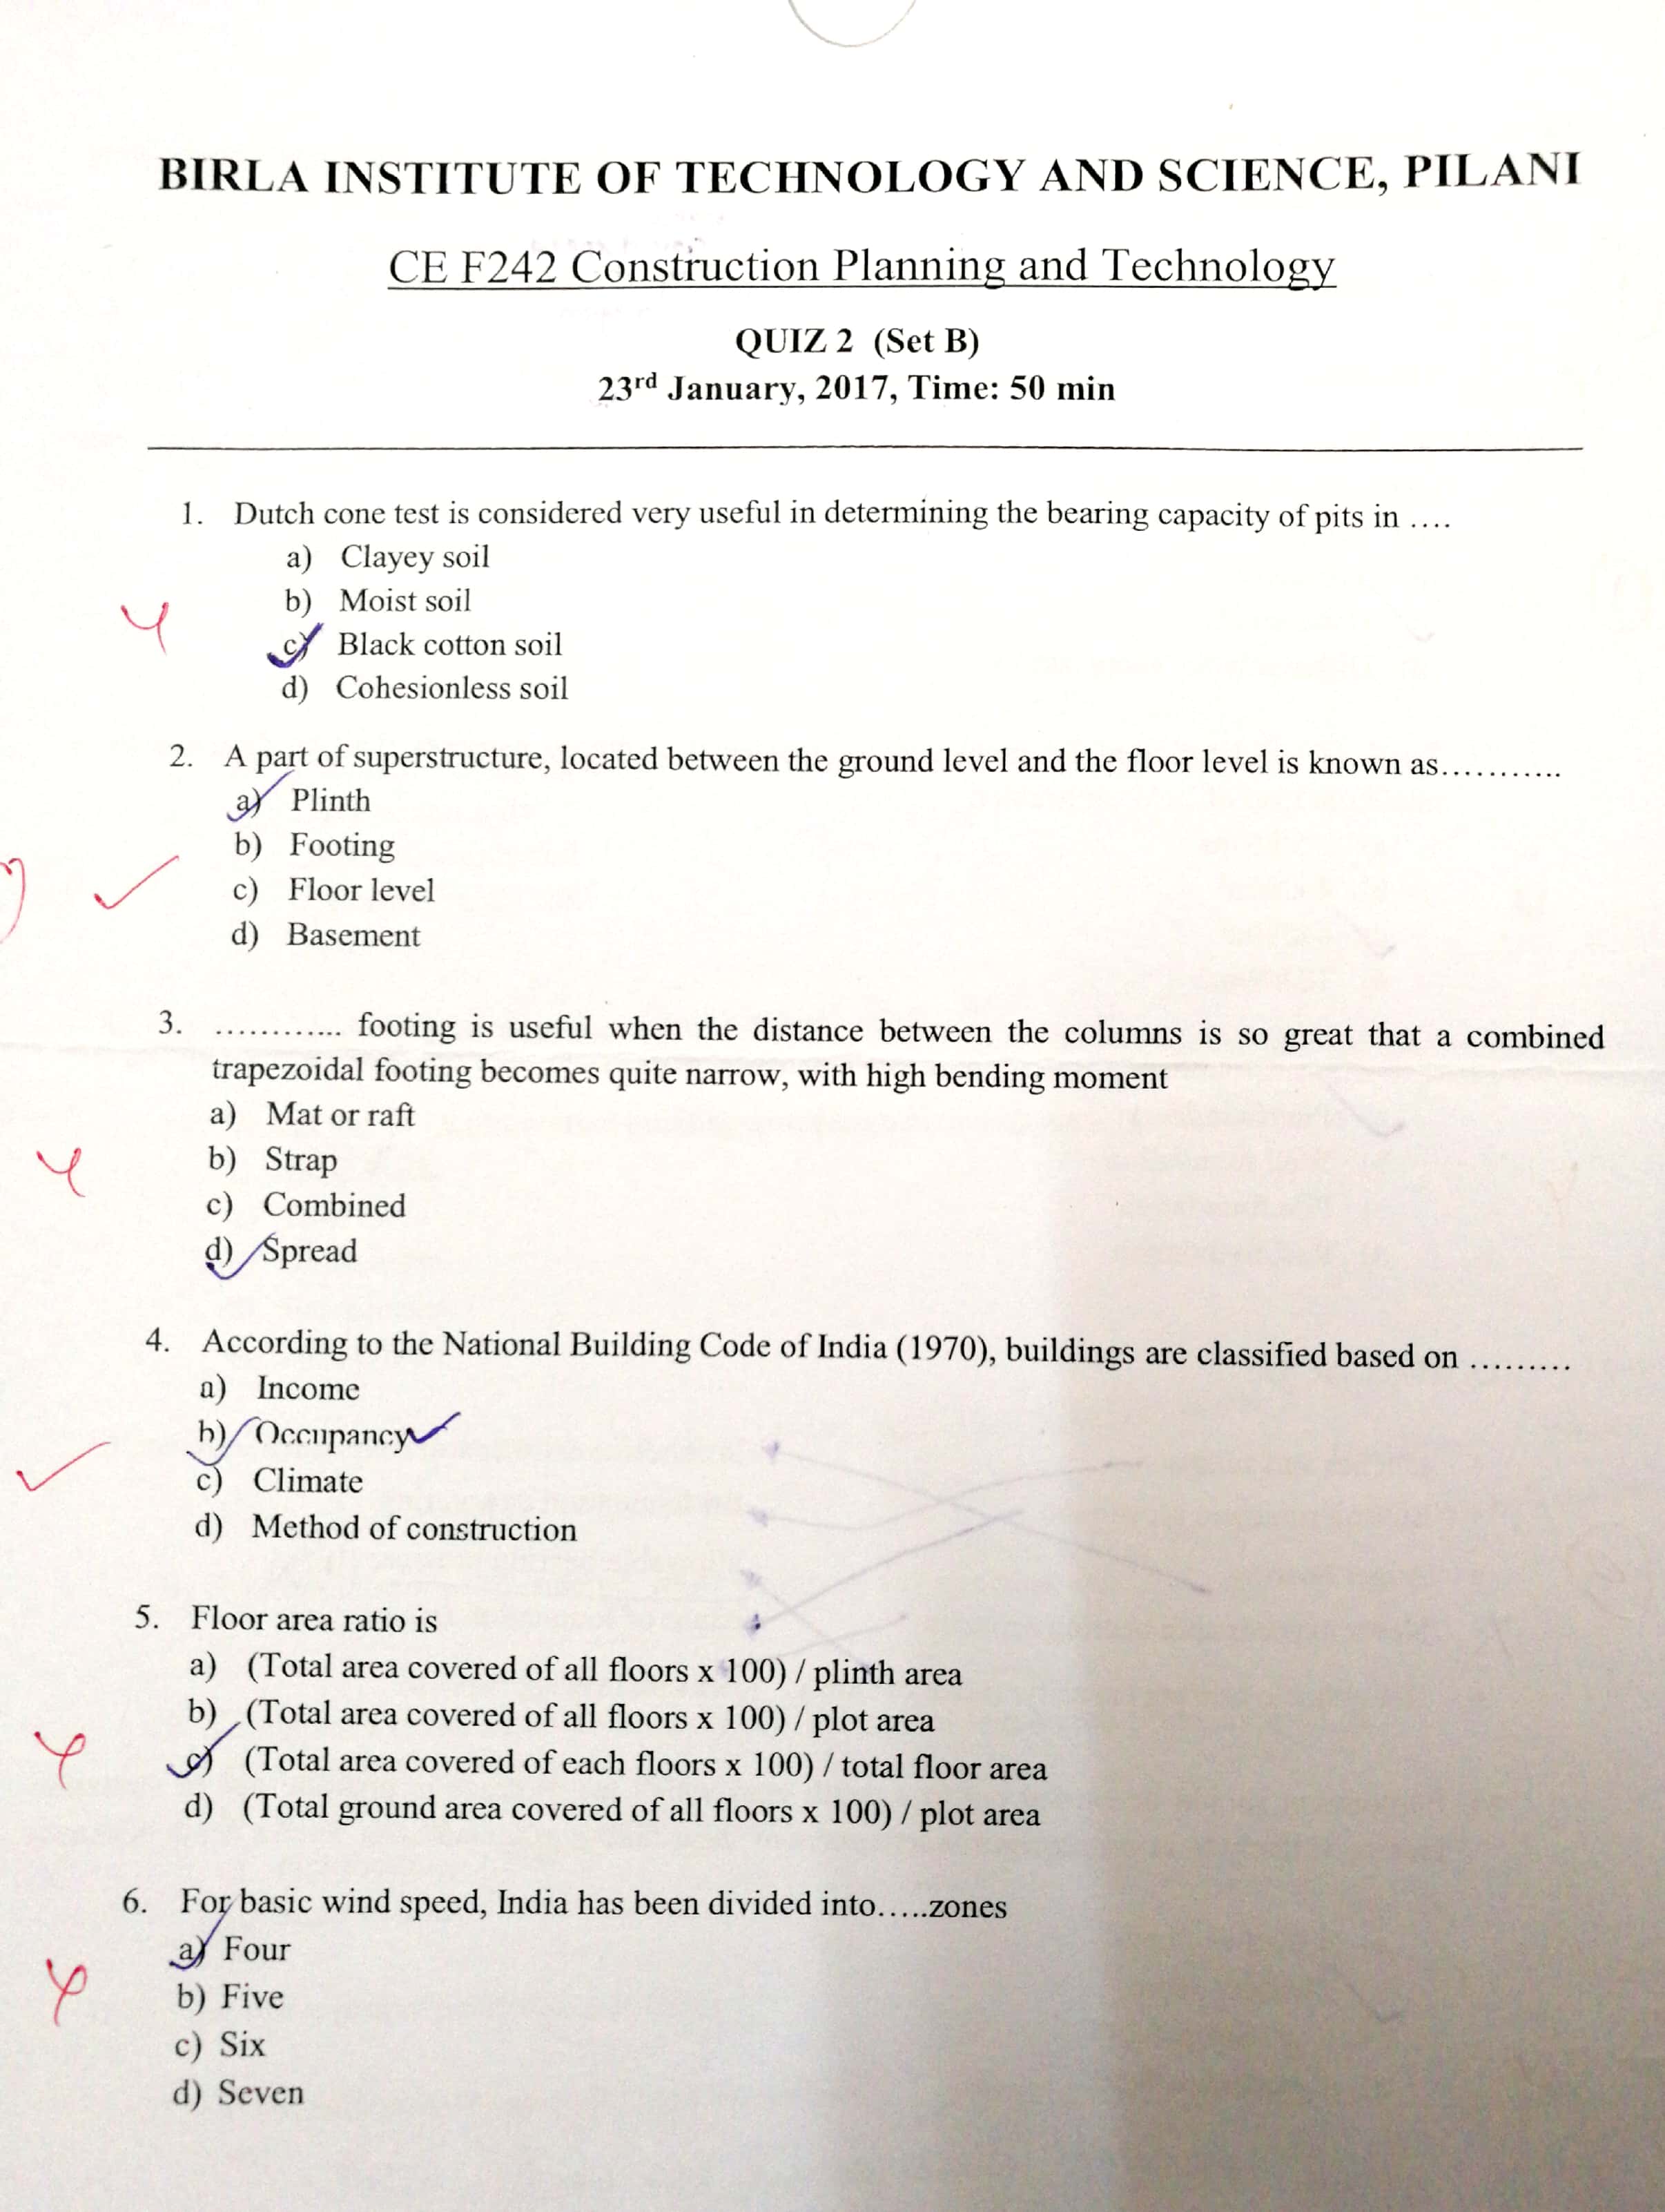 BIRLA INSTITUTE OF TECHNOLOGY AND SCIENCE, PILANI
CE F242 Construction Planning and Technology
QUIZ 2 (Set B)
23rd January, 2017, Time: 50 min
1. Dutch cone test is considered very useful in determining the bearing capacity of pits in ....
a) Clayey soil
b) Moist soil
c) Black cotton soil
d) Cohesionless soil
2. A part of superstructure, located between the ground level and the floor level is known as............
a) Plinth
b) Footing
c) Floor level
d) Basement
3. ............ footing is useful when the distance between the columns is so great that a combined
trapezoidal footing becomes quite narrow, with high bending moment
a) Mat or raft
b) Strap
c) Combined
d) Spread
4. According to the National Building Code of India (1970), buildings are classified based on .........
a) Income
b) Occupancy
c) Climate
d) Method of construction
5. Floor area ratio is
a) (Total area covered of all floors x 100) / plinth area
b) (Total area covered of all floors x 100) / plot area
c) (Total area covered of each floors x 100) / total floor area
d) (Total ground area covered of all floors x 100) / plot area
6. For basic wind speed, India has been divided into.....zones
a) Four
b) Five
c) Six
d) Seven